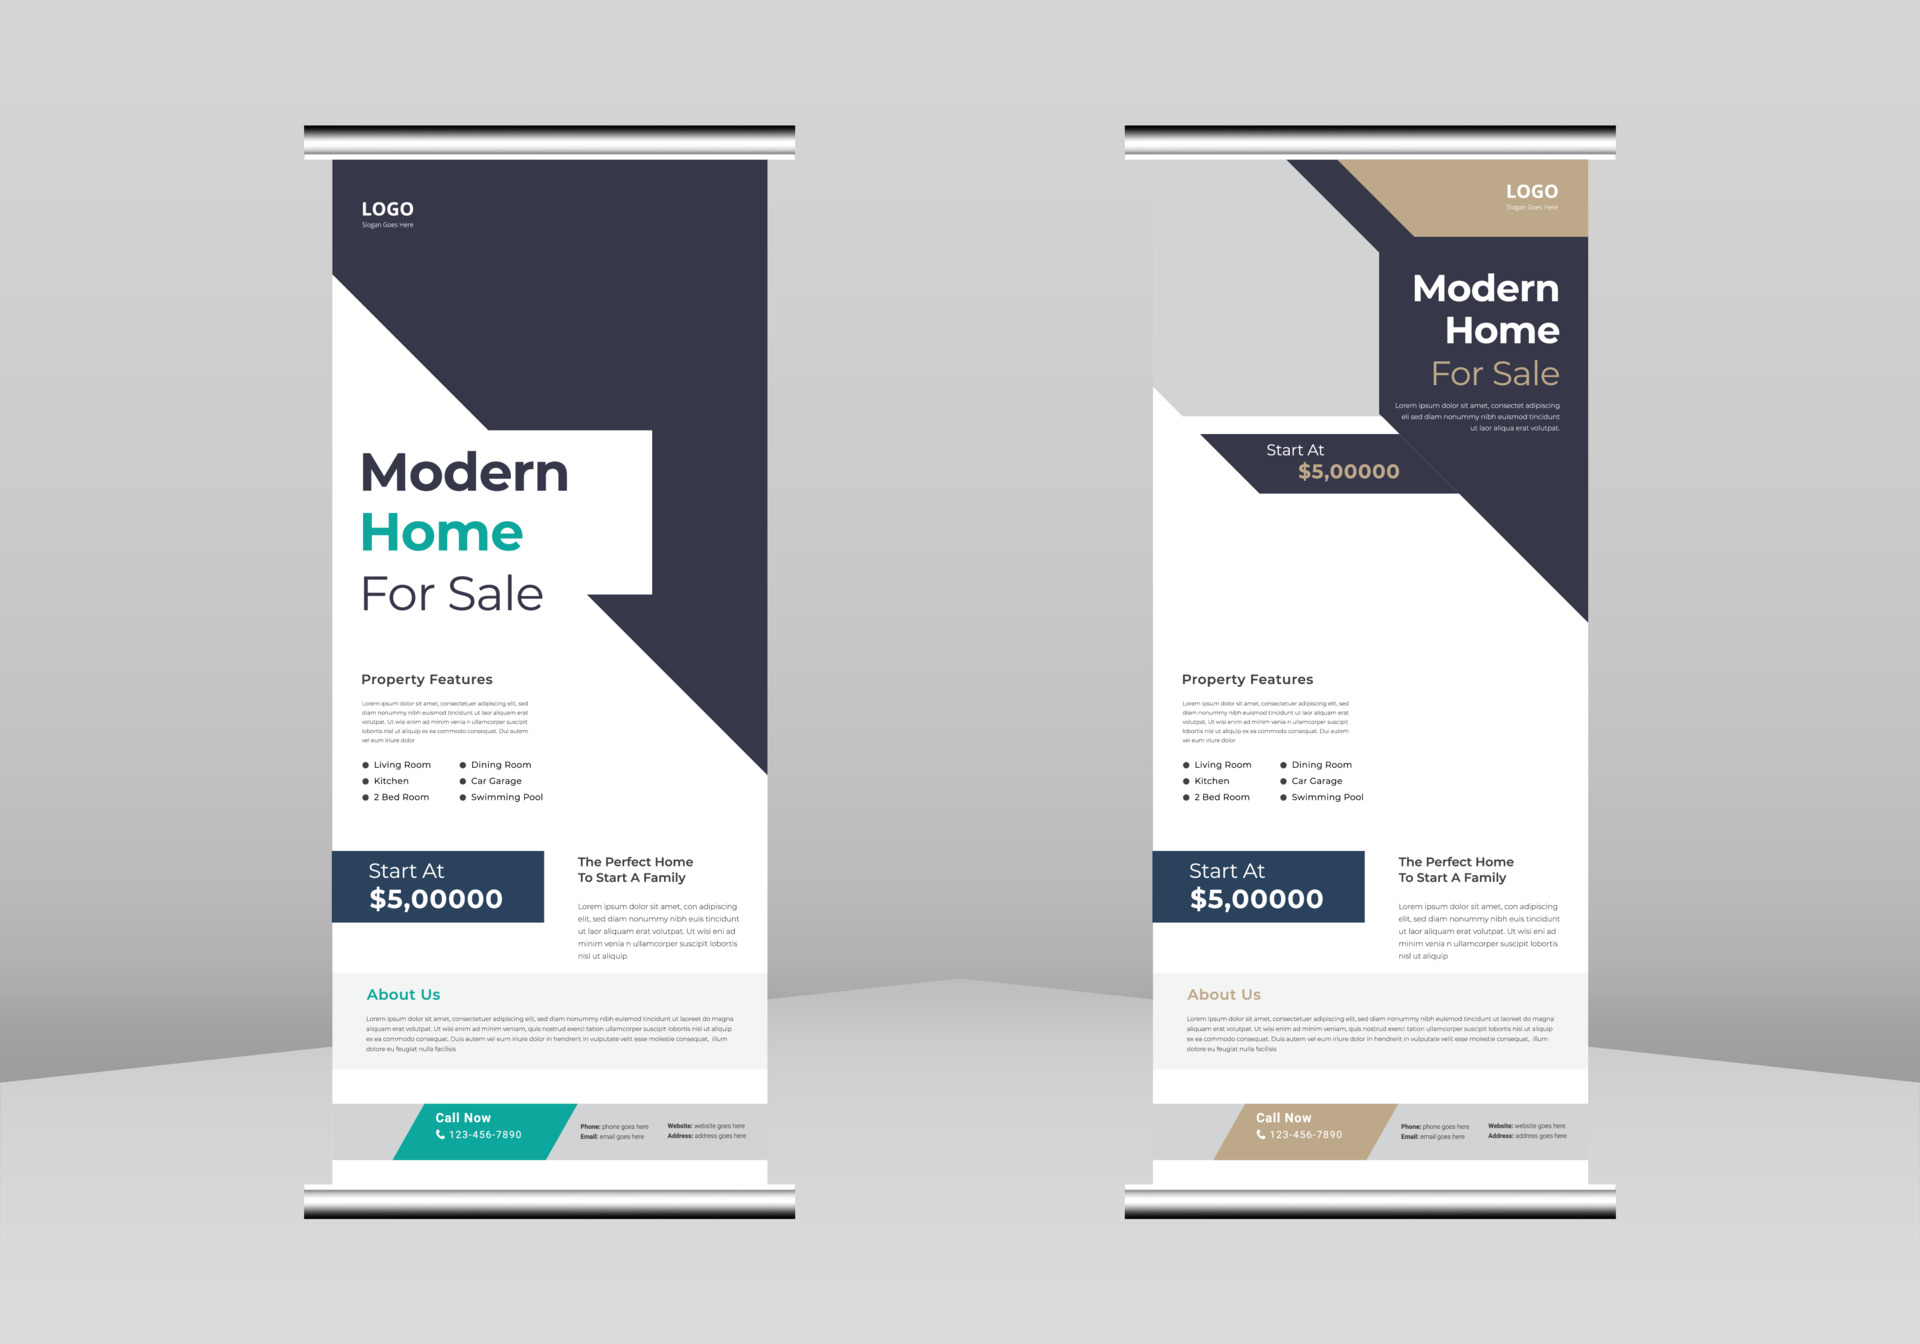 LOGO
Slogan Goes Here
Modern
Home
For Sale
Property Features
Lorem ipsum dolor sit amet, consectetuer adipiscing elit, sed
diam nonummy nibh euismod tincidunt ut laor aliquam erat
volutpat. Ut wisi enim ad minim venia n ullamcorper suscipit
lobortis nisl ut aliquip ex ea commodo consequat. Dui autem
vel eum iriure dolor
Living Room
Kitchen
2 Bed Room
Dining Room
Car Garage
Swimming Pool
Start At
$5,00000
The Perfect Home
To Start A Family
Lorem ipsum dolor sit amet, con adipiscing
elit, sed diam nonummy nibh euis tincidunt
ut laor aliquam erat volutpat. Ut wisi eni ad
minim venia n ullamcorper suscipit lobortis
nisl ut aliquip
About Us
Lorem ipsum dolor sit amet, consectetuer adipiscing elit, sed diam nonummy nibh euismod tincidunt ut laoreet do magna
aliquam erat volutpat. Ut wisi enim ad minim veniam, quis nostrud exerci tation ullamcorper suscipit lobortis nisl ut aliquip
ex ea commodo consequat. Duis autem vel eum iriure dolor in hendrerit in vulputate velit esse molestie consequat, illum
dolore eu feugiat nulla facilisis
Call Now
123-456-7890
Phone: phone goes here
Email: email goes here
Website: website goes here
Address: address goes here
LOGO
Slogan Goes Here
Modern
Home
For Sale
Lorem ipsum dolor sit amet, consectet adipiscing
eli sed diam nonummy nibh euismod tincidunt
ut laor aliqua erat volutpat.
Start At
$5,00000
Property Features
Lorem ipsum dolor sit amet, consectetuer adipiscing elit, sed
diam nonummy nibh euismod tincidunt ut laor aliquam erat
volutpat. Ut wisi enim ad minim venia n ullamcorper suscipit
lobortis nisl ut aliquip ex ea commodo consequat. Dui autem
vel eum iriure dolor
Living Room
Kitchen
2 Bed Room
Dining Room
Car Garage
Swimming Pool
Start At
$5,00000
The Perfect Home
To Start A Family
Lorem ipsum dolor sit amet, con adipiscing
elit, sed diam nonummy nibh euis tincidunt
ut laor aliquam erat volutpat. Ut wisi eni ad
minim venia n ullamcorper suscipit lobortis
nisl ut aliquip
About Us
Lorem ipsum dolor sit amet, consectetuer adipiscing elit, sed diam nonummy nibh euismod tincidunt ut laoreet do magna
aliquam erat volutpat. Ut wisi enim ad minim veniam, quis nostrud exerci tation ullamcorper suscipit lobortis nisl ut aliquip
ex ea commodo consequat. Duis autem vel eum iriure dolor in hendrerit in vulputate velit esse molestie consequat, illum
dolore eu feugiat nulla facilisis
Call Now
123-456-7890
Phone: phone goes here
Email: email goes here
Website: website goes here
Address: address goes here